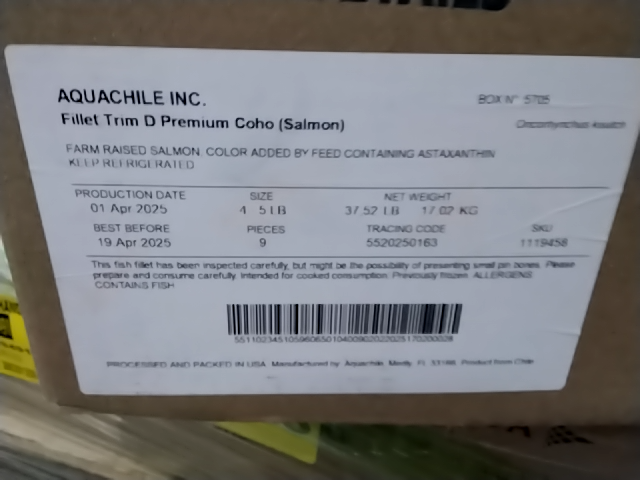 AQUACHILE INC.
BOX N° 5705
Fillet Trim D Premium Coho (Salmon)
Oncorhynchus kisutch
FARM RAISED SALMON COLOR ADDED BY FEED CONTAINING ASTAXANTHIN
KEEP REFRIGERATED
PRODUCTION DATE SIZE NET WEIGHT
01 Apr 2025 4 5 LB 37.52 LB 17.02 KG
BEST BEFORE PIECES TRACING CODE SKU
19 Apr 2025 9 5520250163 1119458
This fish fillet has been inspected carefully, but might be the possibility of presenting small pin bones. Please
prepare and consume carefully. Intended for cooked consumption. Previously frozen. ALLERGENS
CONTAINS FISH
PROCESSED AND PACKED IN USA. Manufactured by Aquachile, FL Product from Chile